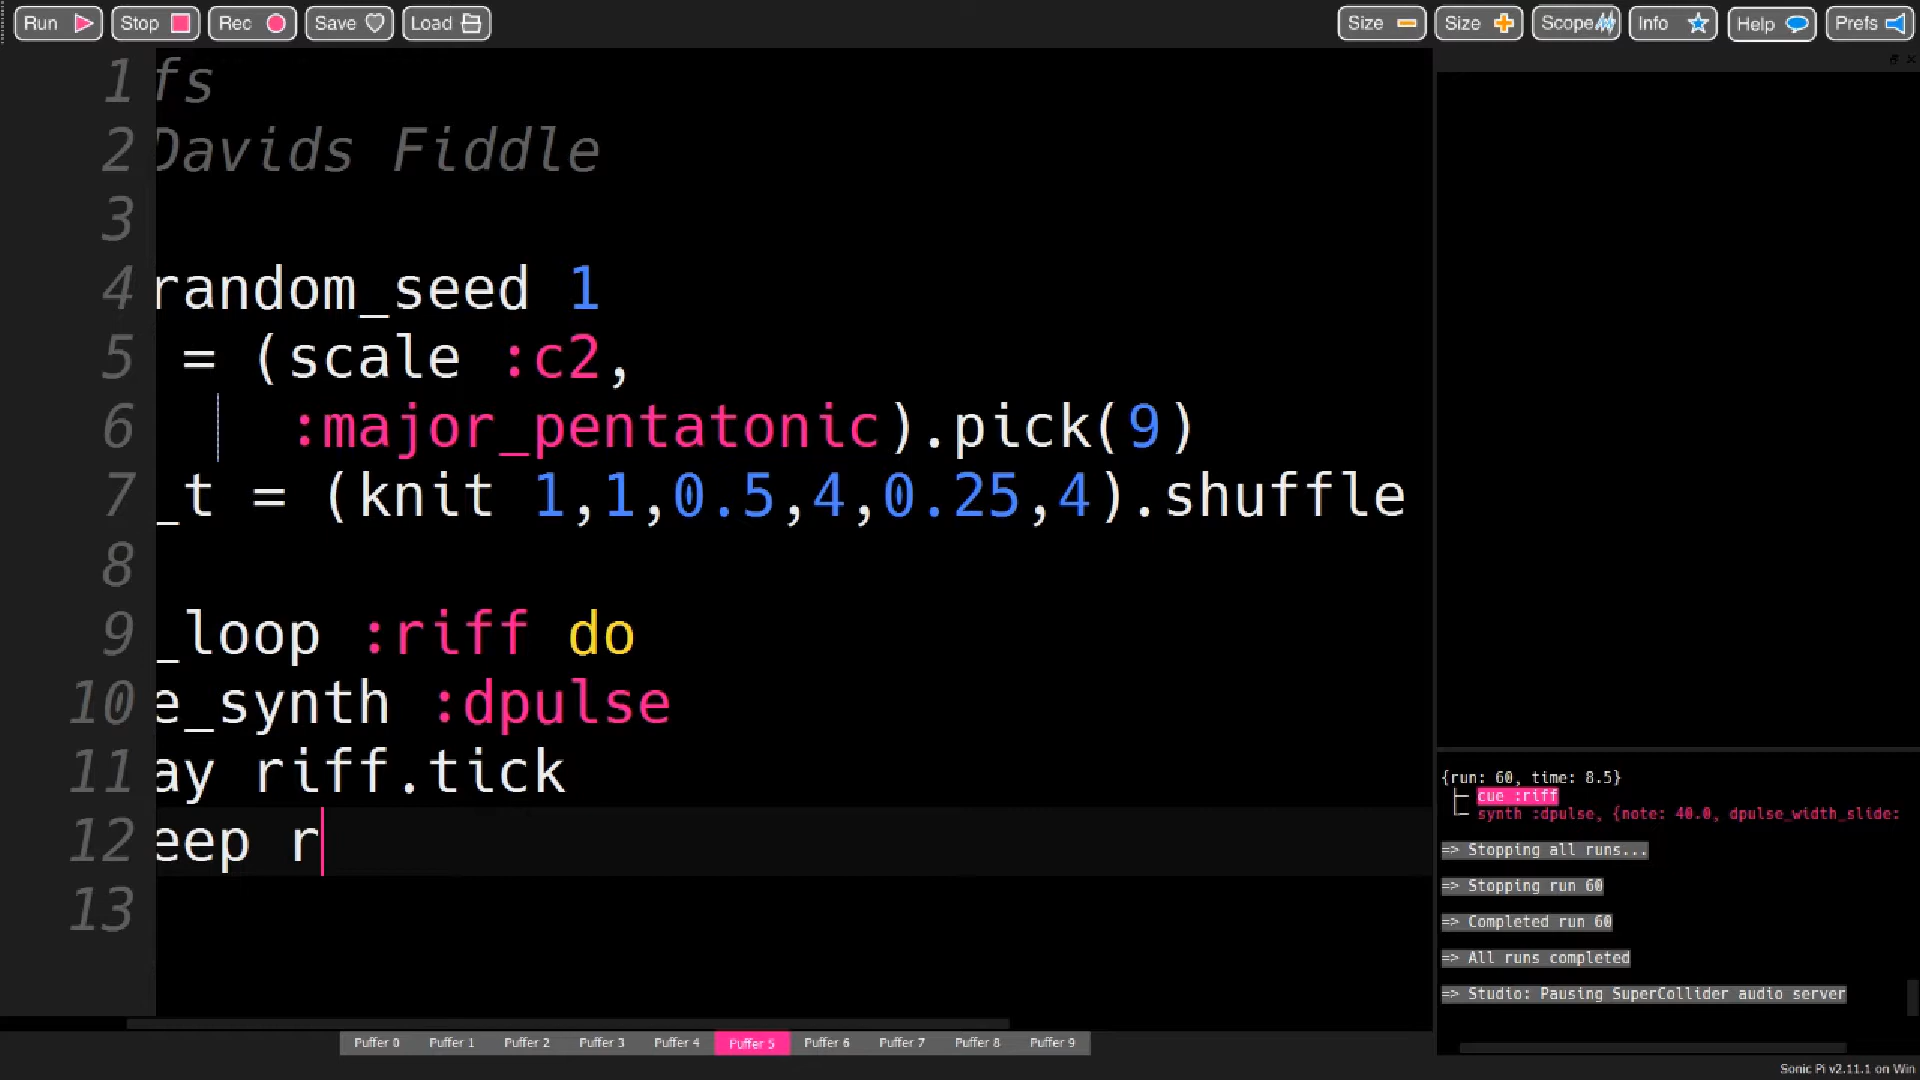 Run Stop Rec Save Load Size Size Scope Info Help Prefs
1 fs
2 Davids Fiddle
3
4 random_seed 1
5 = (scale :c2,
6 :major_pentatonic).pick(9)
7 _t = (knit 1,1,0.5,4,0.25,4).shuffle
8
9 _loop :riff do
10 e_synth :dpulse
11 ay riff.tick
12 eep r
13
{run: 60, time: 8.5}
cue :riff
synth :dpulse, {note: 40.0, dpulse_width_slide:
=> Stopping all runs...
=> Stopping run 60
=> Completed run 60
=> All runs completed
=> Studio: Pausing SuperCollider audio server
Puffer 0 Puffer 1 Puffer 2 Puffer 3 Puffer 4 Puffer 5 Puffer 6 Puffer 7 Puffer 8 Puffer 9
Sonic Pi v2.11.1 on Win